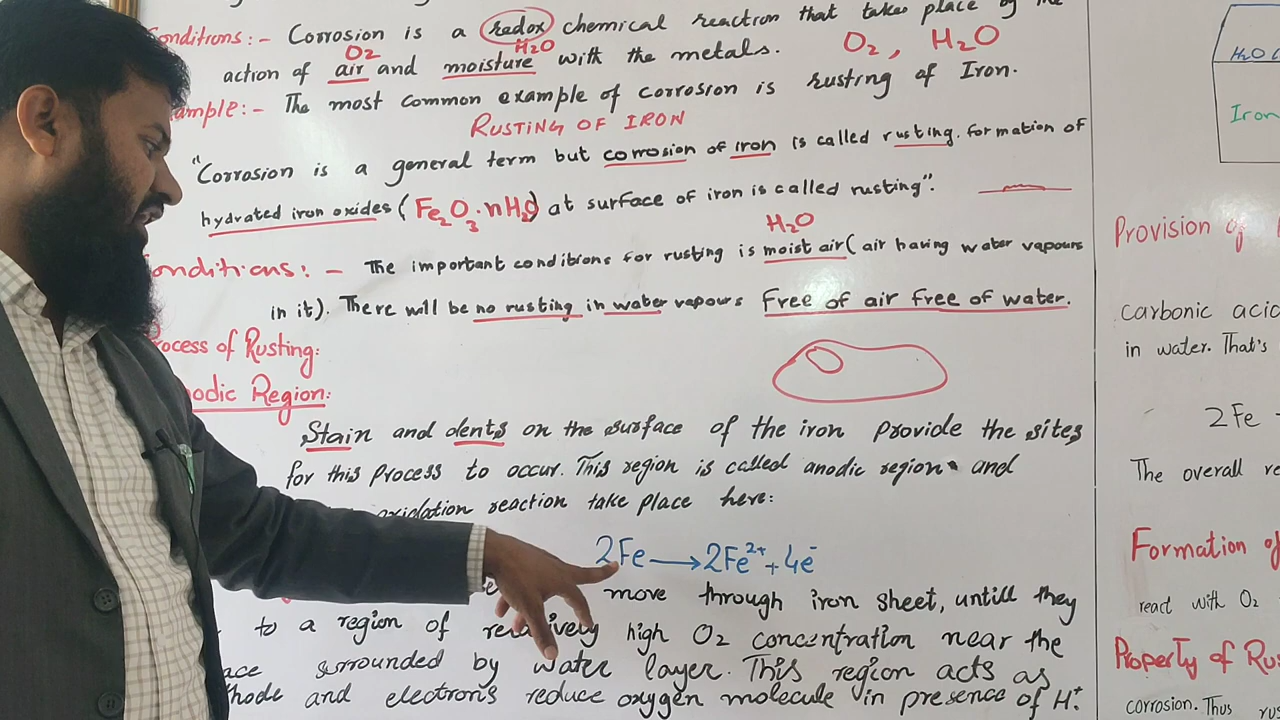 Conditions:- Corrosion is a redox chemical reaction that takes place by the
O2 H2O O2, H2O
action of air and moisture with the metals.
Example:- The most common example of corrosion is rusting of Iron.
RUSTING OF IRON
"Corrosion is a general term but corrosion of iron is called rusting. formation of
hydrated iron oxides (Fe2O3.nH2O) at surface of iron is called rusting".
H2O
Conditions:- The important conditions for rusting is moist air (air having water vapours
in it). There will be no rusting in water vapours Free of air free of water.
Process of Rusting:
Anodic Region:
Stain and dents on the surface of the iron provide the sites
for this process to occur. This region is called anodic region and
oxidation reaction take place here:
2Fe → 2Fe2+ + 4e-
move through iron sheet, untill they
to a region of relatively high O2 concentration near the
surrounded by water layer. This region acts as
and electrons reduce oxygen molecule in presence of H+.
H2O
Iron
Provision of
carbonic acid
in water. That's
2Fe
The overall
Formation of
react with O2
Property of
corrosion. Thus